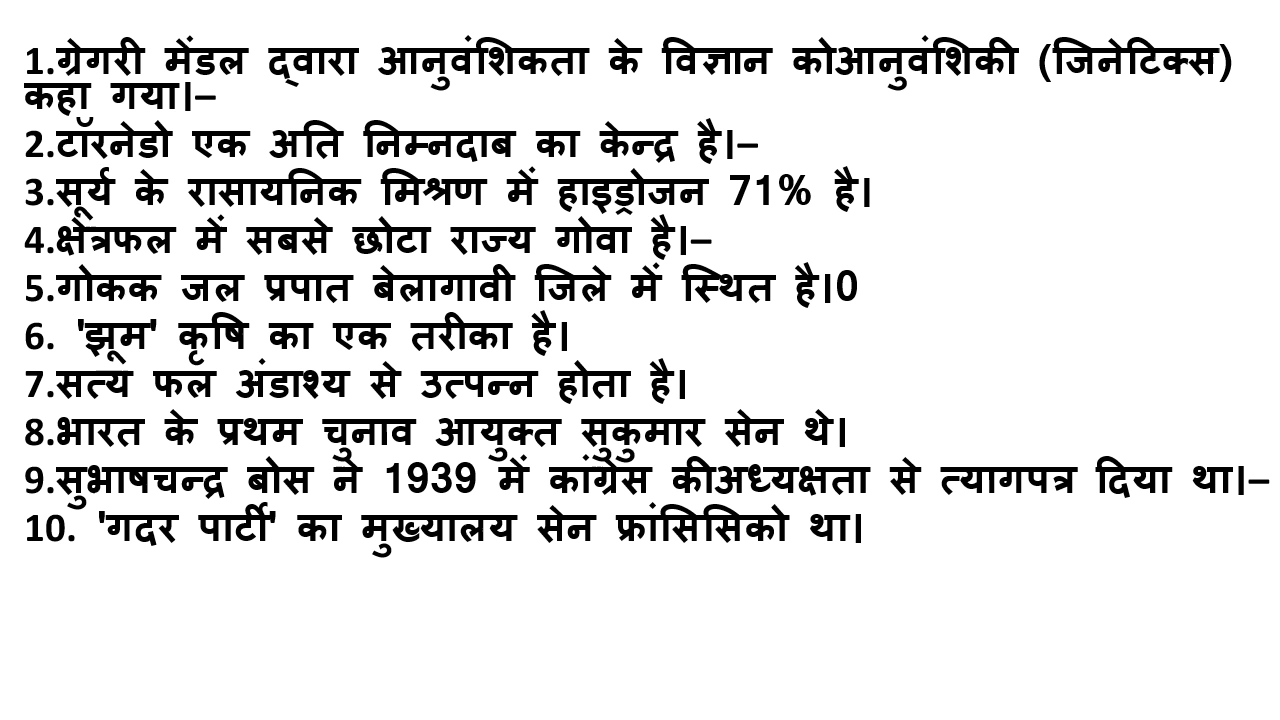 1.ग्रेगरी मेंडल द्वारा आनुवंशिकता के विज्ञान कोआनुवंशिकी (जिनेटिक्स)
कहा गया।–
2.टॉरनेडो एक अति निम्नदाब का केन्द्र है।–
3.सूर्य के रासायनिक मिश्रण में हाइड्रोजन 71% है।
4.क्षेत्रफल में सबसे छोटा राज्य गोवा है।–
5.गोकक जल प्रपात बेलागावी जिले में स्थित है।0
6. 'झूम' कृषि का एक तरीका है।
7.सत्य फल अंडाश्य से उत्पन्न होता है।
8.भारत के प्रथम चुनाव आयुक्त सुकुमार सेन थे।
9.सुभाषचन्द्र बोस ने 1939 में कांग्रेस कीअध्यक्षता से त्यागपत्र दिया था।–
10. 'गदर पार्टी' का मुख्यालय सेन फ्रांसिसिको था।